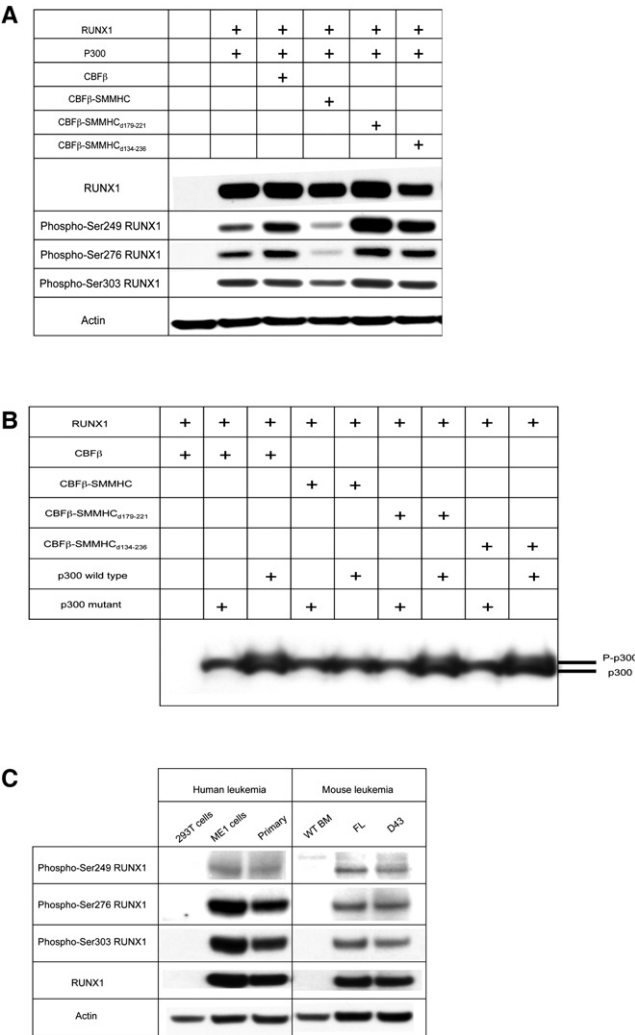 A
RUNX1 + + + + +
P300 + + + + +
CBFβ +
CBFβ-SMMHC +
CBFβ-SMMHCd179-221 +
CBFβ-SMMHCd134-236 +
RUNX1
Phospho-Ser249 RUNX1
Phospho-Ser276 RUNX1
Phospho-Ser303 RUNX1
Actin
B
RUNX1 + + + + + + + + +
CBFβ + + +
CBFβ-SMMHC + +
CBFβ-SMMHCd179-221 + +
CBFβ-SMMHCd134-236 + +
p300 wild type + + + +
p300 mutant + + + +
P-p300
p300
C
Human leukemia Mouse leukemia
293T cells ME1 cells Primary WT BM FL D43
Phospho-Ser249 RUNX1
Phospho-Ser276 RUNX1
Phospho-Ser303 RUNX1
RUNX1
Actin